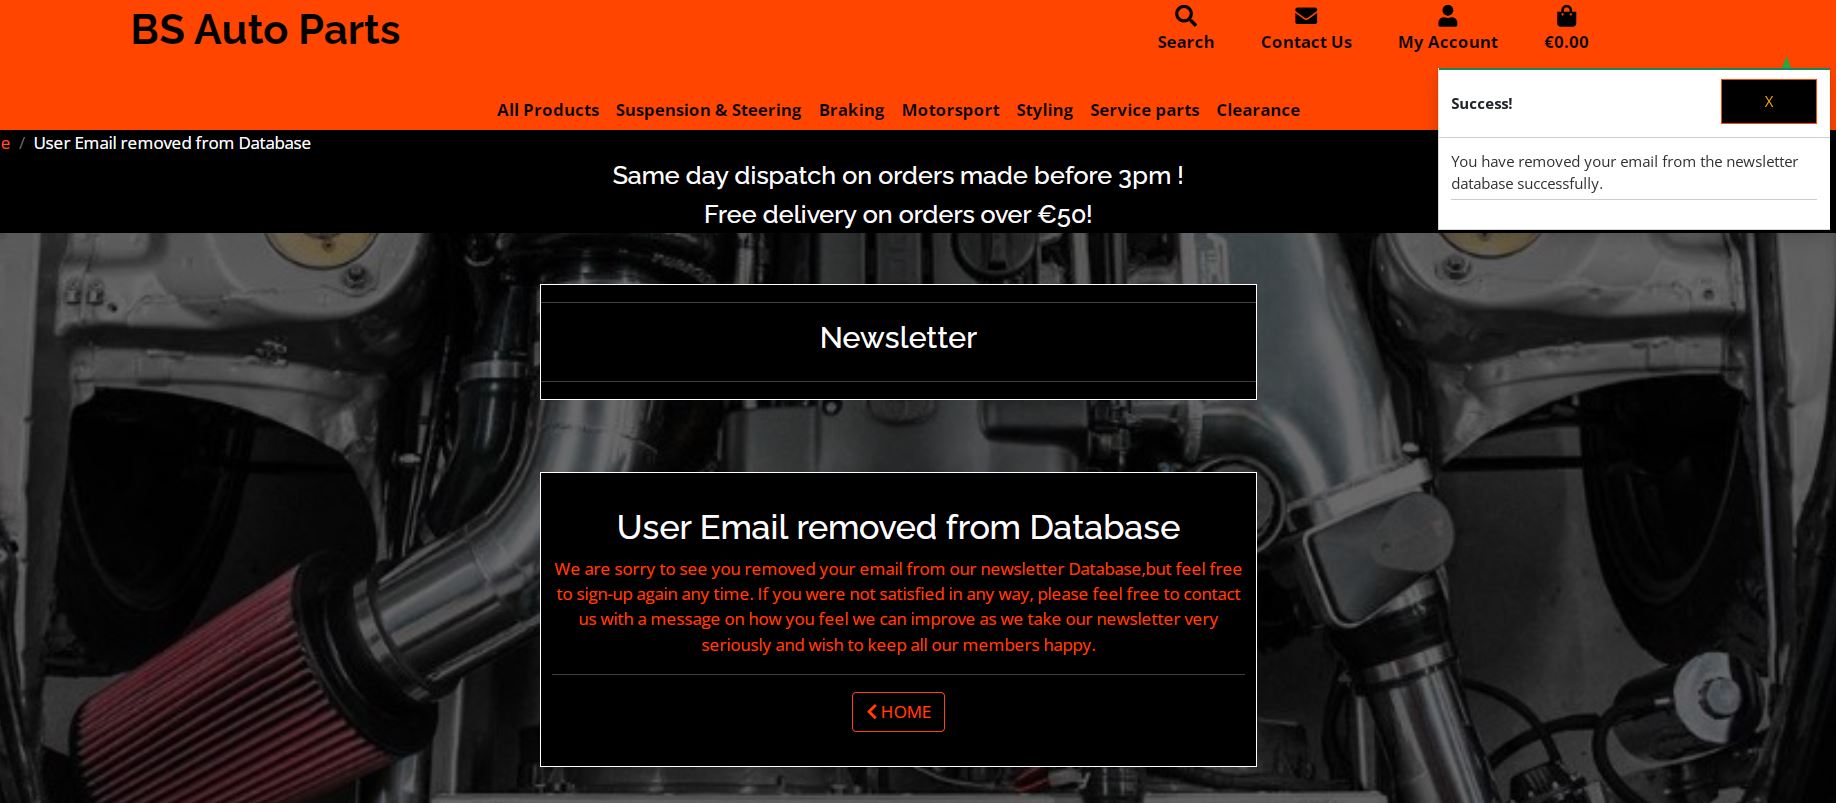 BS Auto Parts
Search
Contact Us
My Account
€0.00
All Products
Suspension & Steering
Braking
Motorsport
Styling
Service parts
Clearance
Success!
X
You have removed your email from the newsletter
database successfully.
e / User Email removed from Database
Same day dispatch on orders made before 3pm !
Free delivery on orders over €50!
Newsletter
User Email removed from Database
We are sorry to see you removed your email from our newsletter Database,but feel free
to sign-up again any time. If you were not satisfied in any way, please feel free to contact
us with a message on how you feel we can improve as we take our newsletter very
seriously and wish to keep all our members happy.
HOME